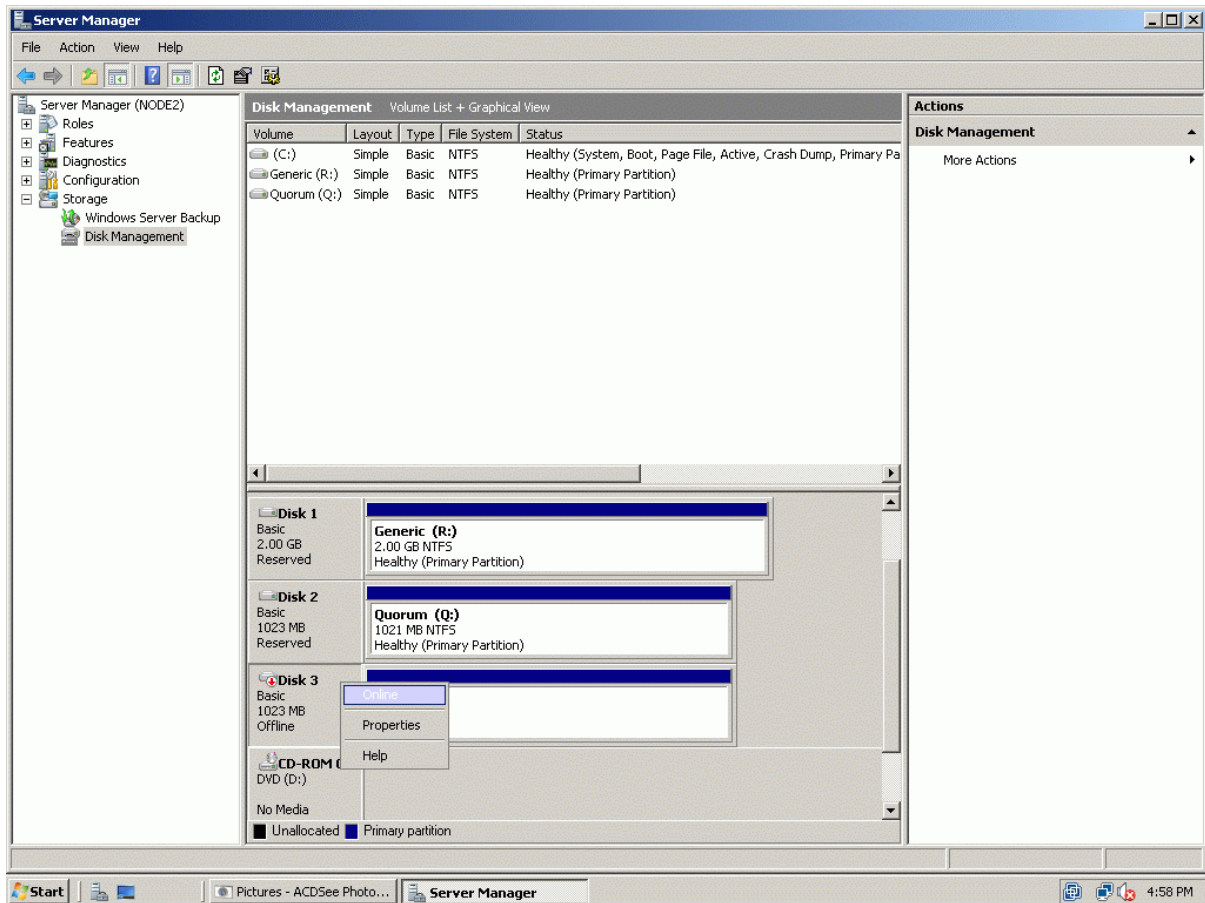 Server Manager
File Action View Help
Server Manager (NODE2)
Roles
Features
Diagnostics
Configuration
Storage
Windows Server Backup
Disk Management
Disk Management Volume List + Graphical View
Volume Layout Type File System Status
(C:) Simple Basic NTFS Healthy (System, Boot, Page File, Active, Crash Dump, Primary Pa
Generic (R:) Simple Basic NTFS Healthy (Primary Partition)
Quorum (Q:) Simple Basic NTFS Healthy (Primary Partition)
Disk 1
Basic
2.00 GB
Reserved
Generic (R:)
2.00 GB NTFS
Healthy (Primary Partition)
Disk 2
Basic
1023 MB
Reserved
Quorum (Q:)
1021 MB NTFS
Healthy (Primary Partition)
Disk 3
Basic
1023 MB
Offline
Online
Properties
Help
CD-ROM
DVD (D:)
No Media
Unallocated Primary partition
Actions
Disk Management
More Actions
Start Pictures - ACDSee Photo... Server Manager 4:58 PM